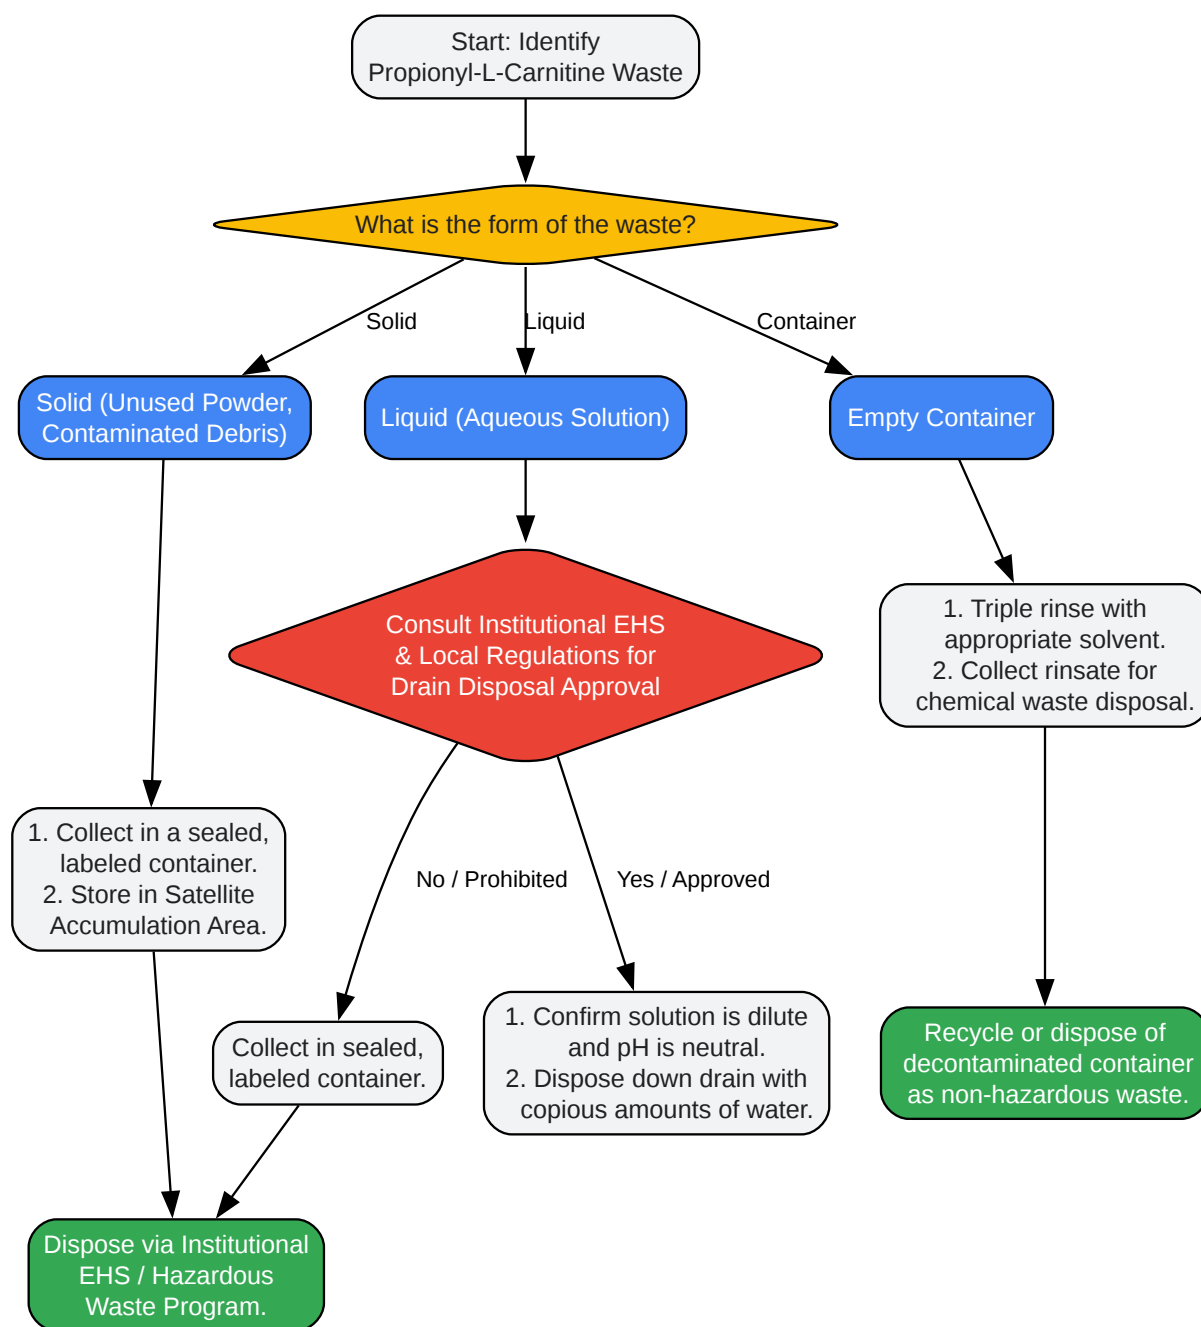 Start: Identify
Propionyl-L-Carnitine Waste
What is the form of the waste?
Solid
Liquid
Container
Solid (Unused Powder,
Contaminated Debris)
Liquid (Aqueous Solution)
Empty Container
Consult Institutional EHS
& Local Regulations for
Drain Disposal Approval
1. Triple rinse with
appropriate solvent.
2. Collect rinsate for
chemical waste disposal.
1. Collect in a sealed,
labeled container.
2. Store in Satellite
Accumulation Area.
No / Prohibited
Yes / Approved
Collect in sealed,
labeled container.
1. Confirm solution is dilute
and pH is neutral.
2. Dispose down drain with
copious amounts of water.
Recycle or dispose of
decontaminated container
as non-hazardous waste.
Dispose via Institutional
EHS / Hazardous
Waste Program.